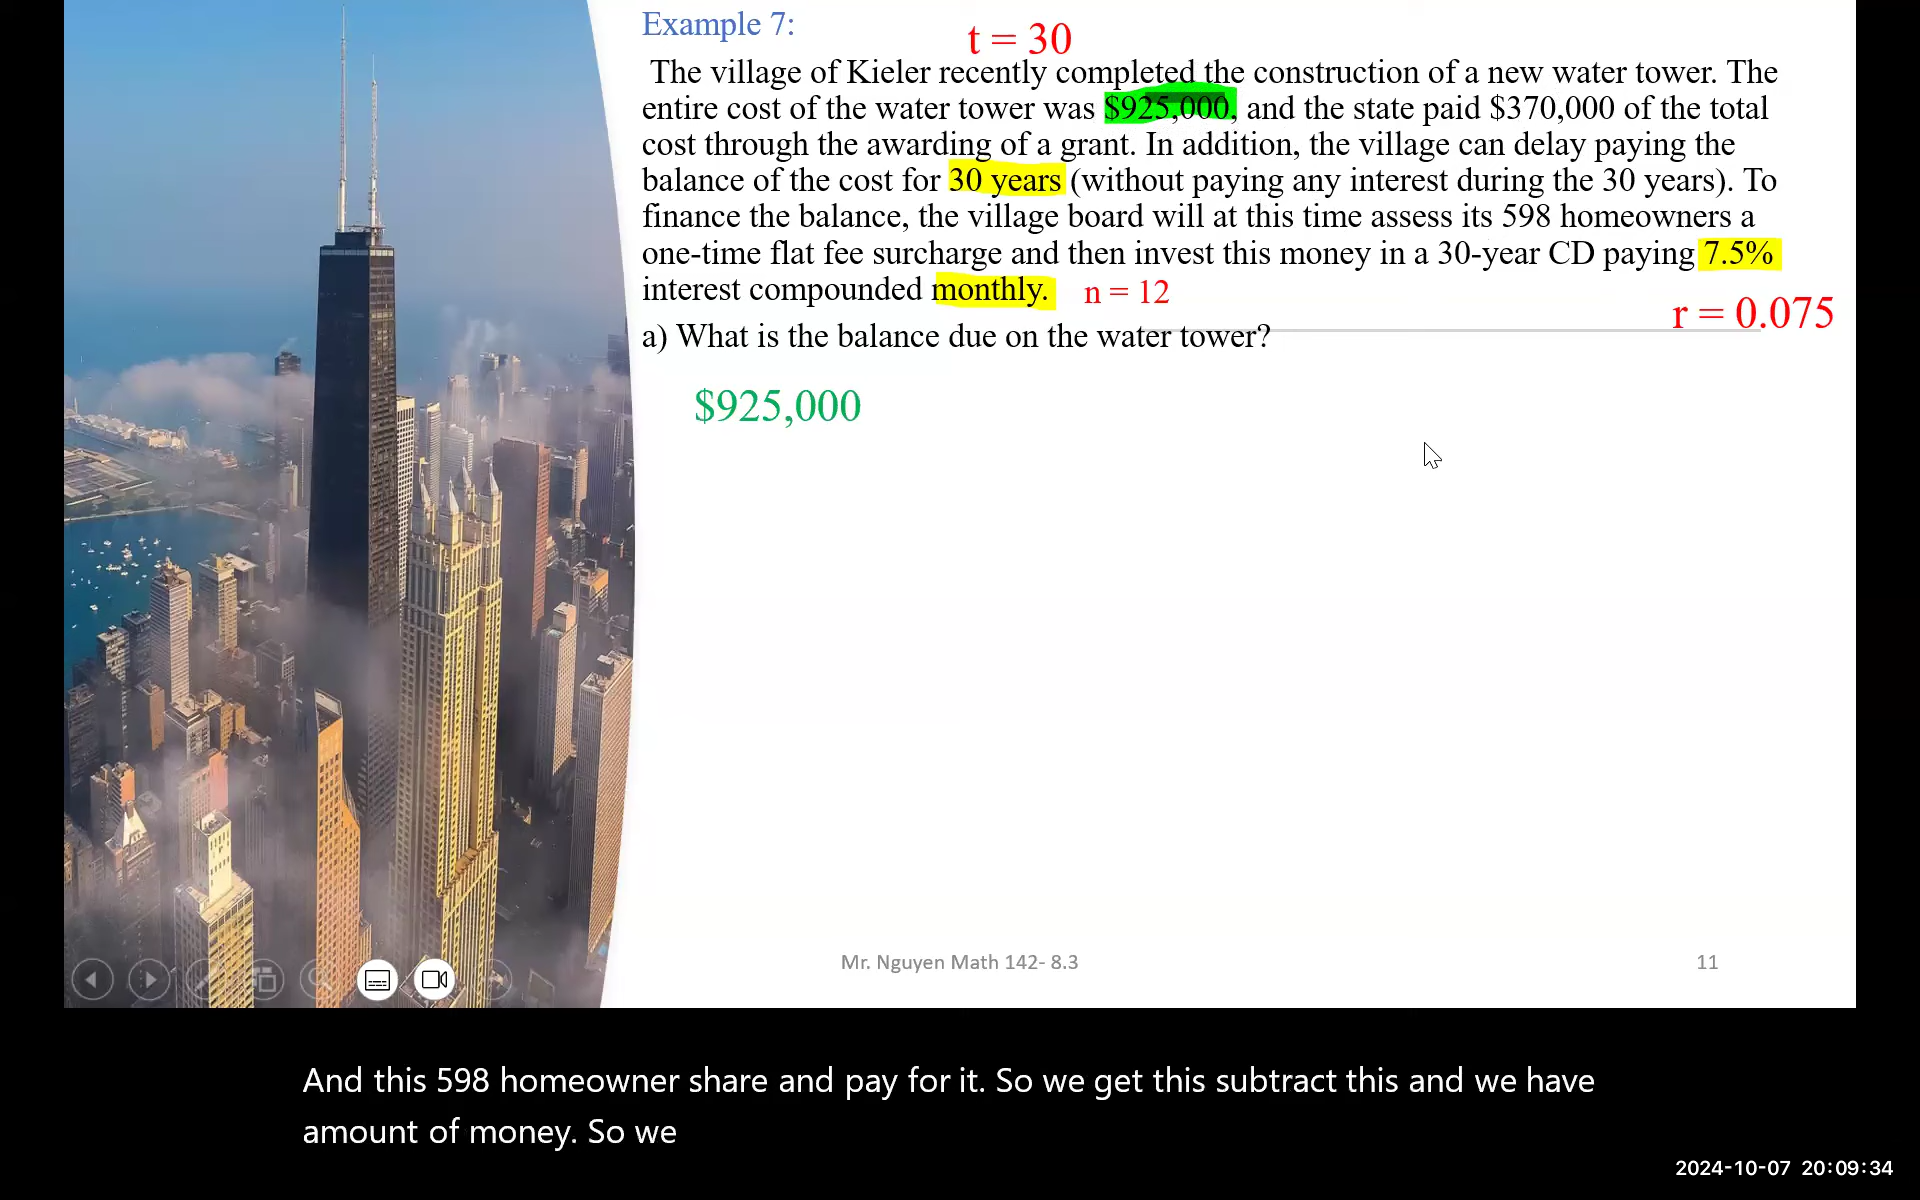 Example 7:
t = 30
The village of Kieler recently completed the construction of a new water tower. The
entire cost of the water tower was $925,000, and the state paid $370,000 of the total
cost through the awarding of a grant. In addition, the village can delay paying the
balance of the cost for 30 years (without paying any interest during the 30 years). To
finance the balance, the village board will at this time assess its 598 homeowners a
one-time flat fee surcharge and then invest this money in a 30-year CD paying 7.5%
interest compounded monthly. n = 12
r = 0.075
a) What is the balance due on the water tower?
$925,000
Mr. Nguyen Math 142- 8.3
11
And this 598 homeowner share and pay for it. So we get this subtract this and we have
amount of money. So we
2024-10-07 20:09:34